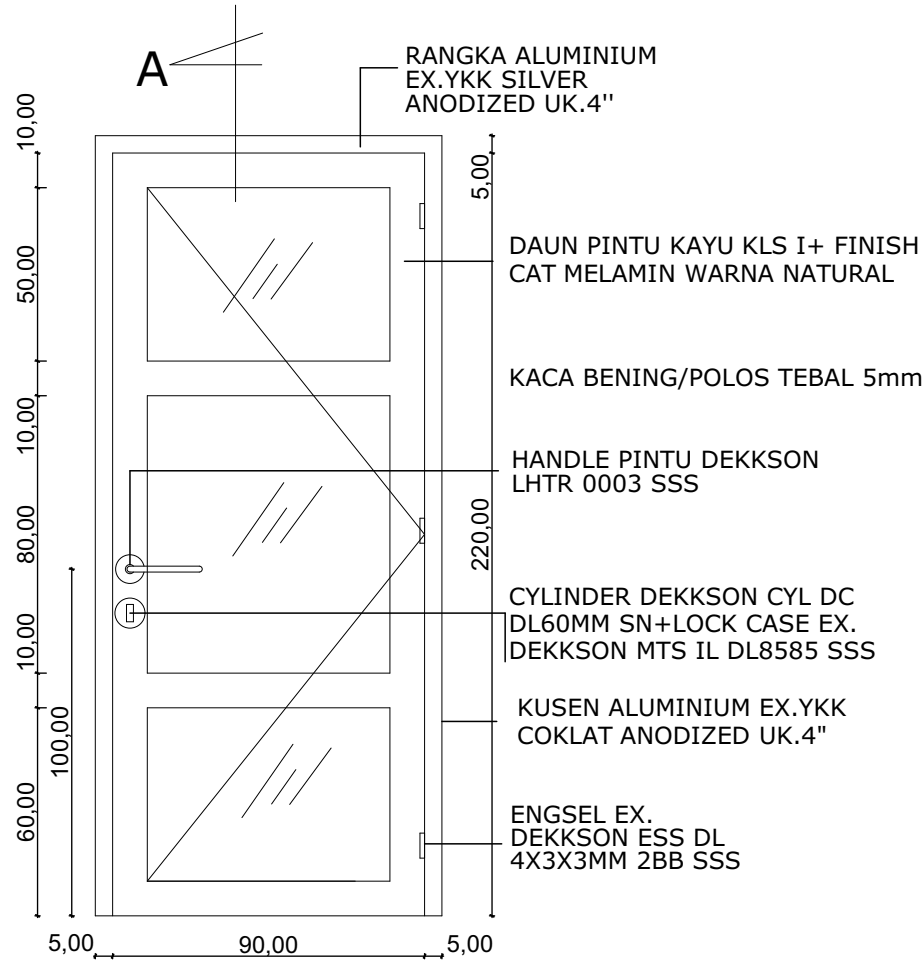 A
RANGKA ALUMINIUM
EX.YKK SILVER
ANODIZED UK.4''
10,00
5,00
50,00
DAUN PINTU KAYU KLS I+ FINISH
CAT MELAMIN WARNA NATURAL
KACA BENING/POLOS TEBAL 5mm
10,00
HANDLE PINTU DEKKSON
LHTR 0003 SSS
80,00
220,00
CYLINDER DEKKSON CYL DC
DL60MM SN+LOCK CASE EX.
DEKKSON MTS IL DL8585 SSS
10,00
100,00
KUSEN ALUMINIUM EX.YKK
COKLAT ANODIZED UK.4"
60,00
ENGSEL EX.
DEKKSON ESS DL
4X3X3MM 2BB SSS
5,00
90,00
5,00